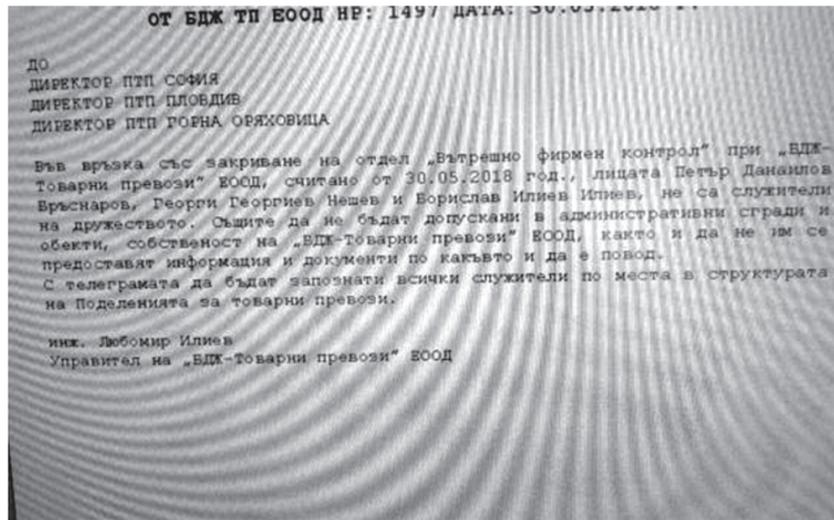 ОТ БДЖ ТП ЕООД НР: 1497 ДАТА: 30.05.2018 г.
ДО
ДИРЕКТОР ПТП СОФИЯ
ДИРЕКТОР ПТП ПЛОВДИВ
ДИРЕКТОР ПТП ГОРНА ОРЯХОВИЦА
Във връзка със закриване на отдел „Вътрешно фирмен контрол" при „БДЖ-
Товарни превози" ЕООД, считано от 30.05.2018 год., лицата Петър Данаилов
Връснаров, Георги Георгиев Нешев и Борислав Илиев Илиев, не са служители
на дружеството. Същите да не бъдат допускани в административни сгради и
обекти, собственост на „БДЖ-Товарни превози" ЕООД, както и да не им се
предоставят информация и документи по какъвто и да е повод.
С телеграмата да бъдат запознати всички служители по места в структурата
на Поделенията за товарни превози.
инж. Любомир Илиев
Управител на „БДЖ-Товарни превози" ЕООД